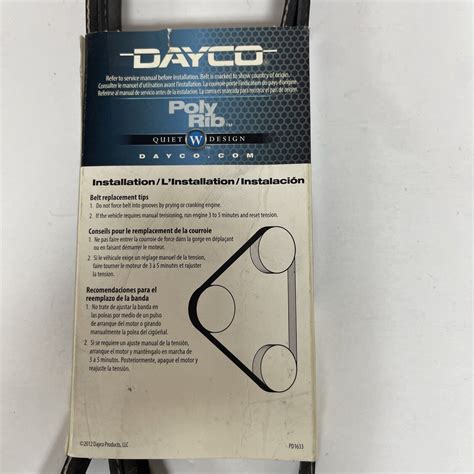 DAYCO
Refer to service manual before installation. Belt is marked to show country of origin.
Consulter le manuel d'utilisation avant l'installation. La courroie porte l'indication du pays d'origine.
Referirse al manual de servicio antes de la instalacion. La correa es marcada para mostrar el pais de origen.
Poly
Rib™
QUIET W DESIGN
DAYCO.COM
Installation/L'Installation/Instalación
Belt replacement tips
1. Do not force belt into grooves by prying or cranking engine.
2. If the vehicle requires manual tensioning, run engine 3 to 5 minutes and reset tension.
Conseils pour le remplacement de la courroie
1. Ne pas faire entrer la courroie de force dans la gorge en déplaçant
ou en faisant démarrer le moteur.
2. Si le véhicule exige un réglage manuel de la tension,
faire tourner le moteur de 3 à 5 minutes et rajuster
la tension.
Recomendaciones para el
reemplazo de la banda
1. No trate de ajustar la banda en
las poleas por medio de un pulso
de arranque del motor o girando
manualmente la polea del cigüeñal.
2. Si se requiere un ajuste manual de la tensión,
arranque el motor y manténgalo en marcha de
3 à 5 minutos. Posteriormente, apague el motor y
reajuste la tensión.
©2012 Dayco Products, LLC
PD1633